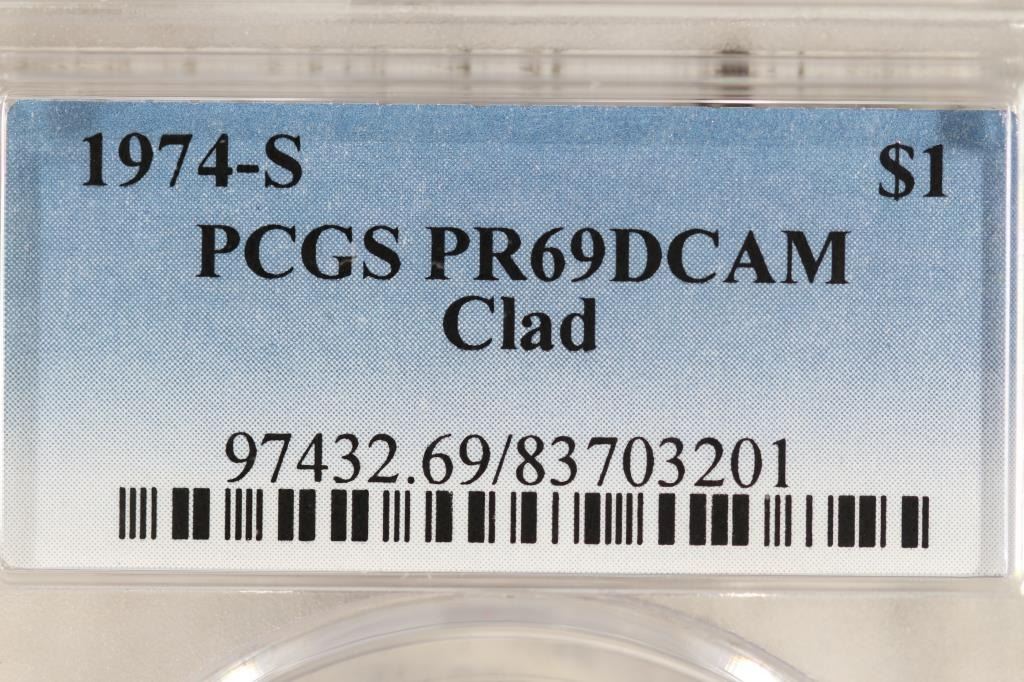 1974-S $1
PCGS PR69DCAM
Clad
97432.69/83703201